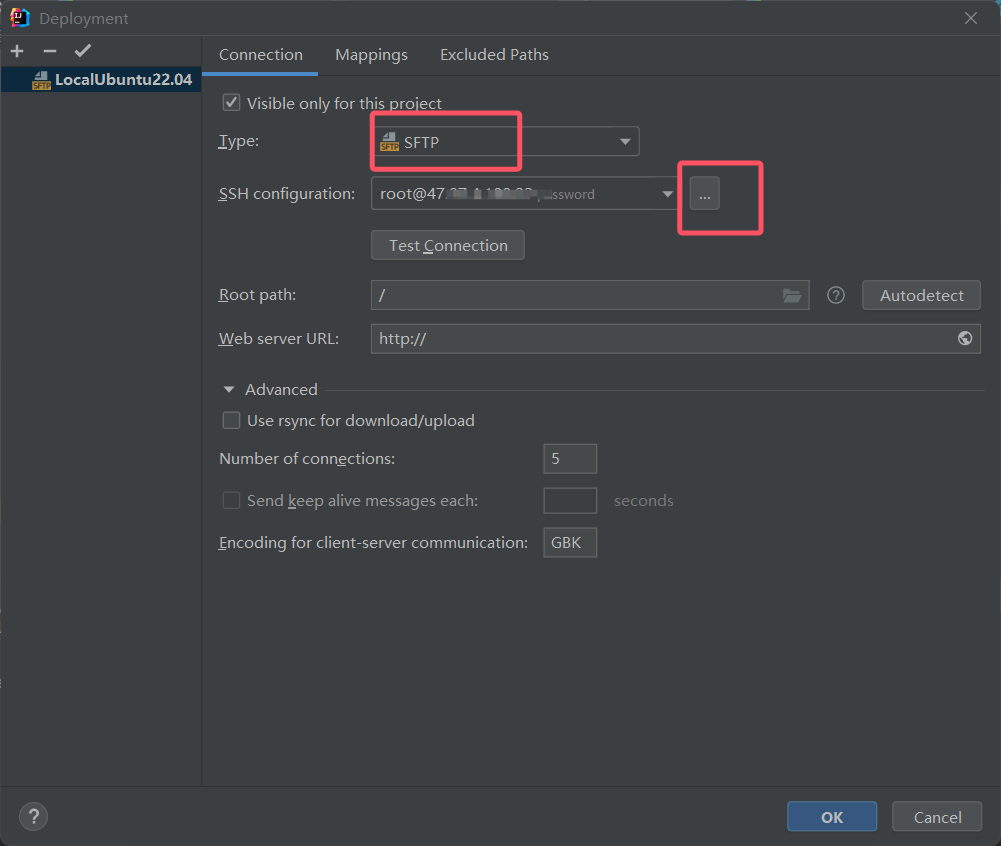 Deployment
LocalUbuntu22.04
Connection Mappings Excluded Paths
Visible only for this project
Type: SFTP
SSH configuration: root@47. ssword ...
Test Connection
Root path: / Autodetect
Web server URL: http://
Advanced
Use rsync for download/upload
Number of connections: 5
Send keep alive messages each: seconds
Encoding for client-server communication: GBK
? OK Cancel